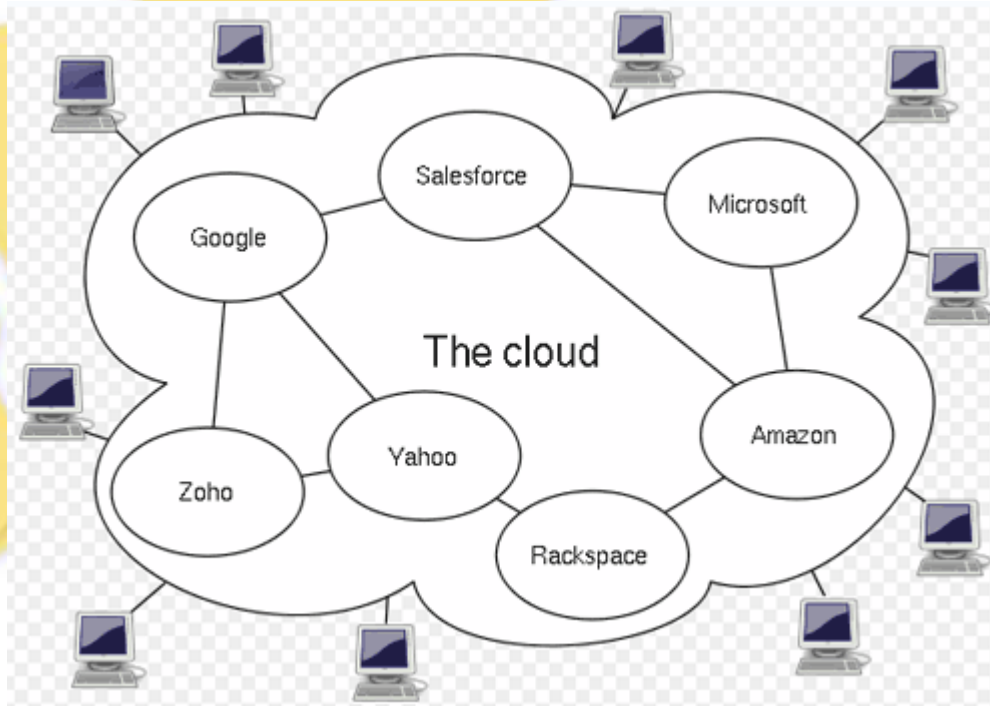 Salesforce
Microsoft
Google
The cloud
Amazon
Yahoo
Zoho
Rackspace